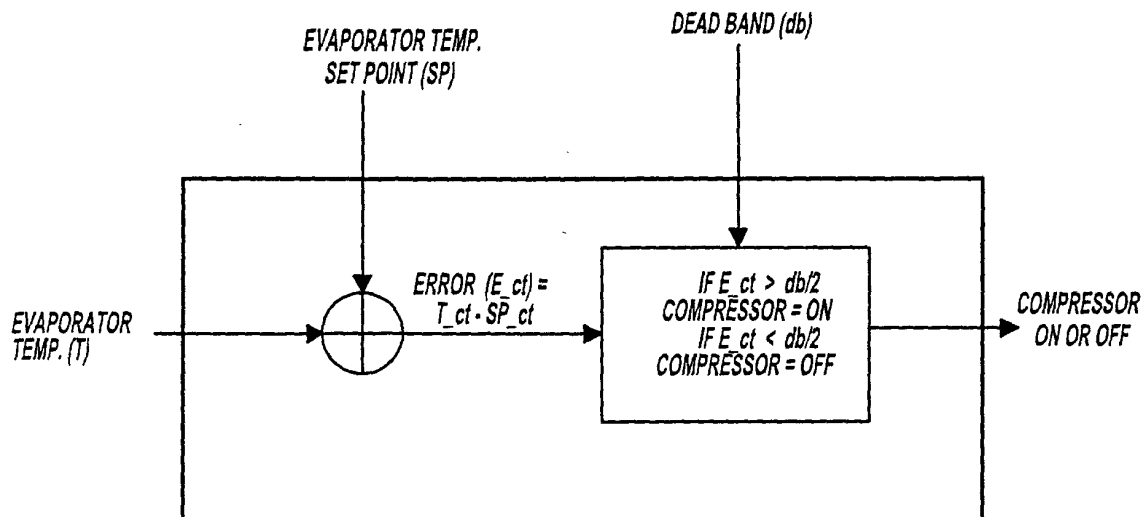 EVAPORATOR TEMP.
SET POINT (SP)
DEAD BAND (db)
EVAPORATOR
TEMP. (T)
ERROR (E_ct) =
T_ct - SP_ct
IF E_ct > db/2
COMPRESSOR = ON
IF E_ct < db/2
COMPRESSOR = OFF
COMPRESSOR
ON OR OFF